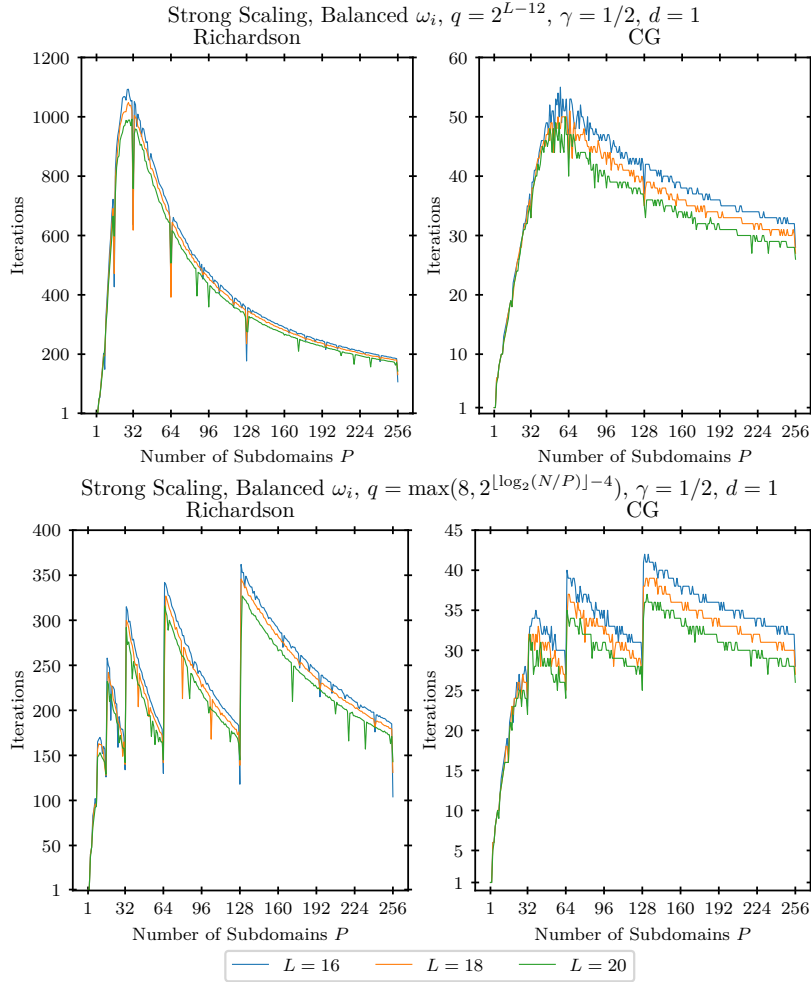 Strong Scaling, Balanced ω_i, q = 2^{L−12}, γ = 1/2, d = 1
Richardson
CG
1200
1000
800
600
400
200
1
Iterations
1 32 64 96 128 160 192 224 256
Number of Subdomains P
60
50
40
30
20
10
1
Iterations
1 32 64 96 128 160 192 224 256
Number of Subdomains P
Strong Scaling, Balanced ω_i, q = max(8, 2^{⌊log_2(N/P)⌋−4}), γ = 1/2, d = 1
Richardson
CG
400
350
300
250
200
150
100
50
1
Iterations
1 32 64 96 128 160 192 224 256
Number of Subdomains P
45
40
35
30
25
20
15
10
5
1
Iterations
1 32 64 96 128 160 192 224 256
Number of Subdomains P
L = 16 L = 18 L = 20